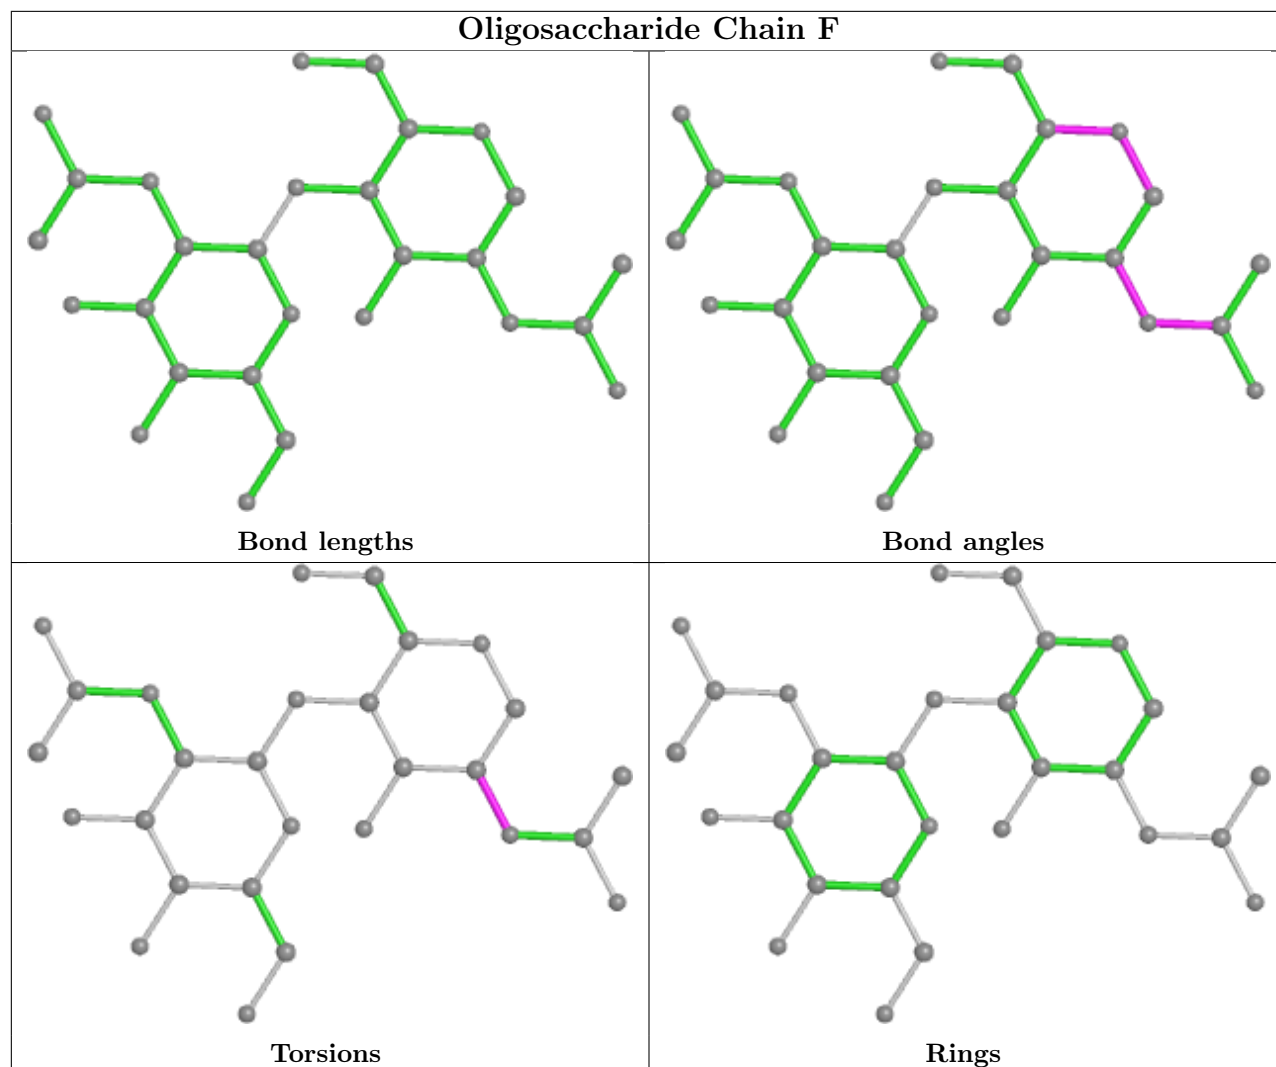 Oligosaccharide Chain F
Bond lengths
Bond angles
Torsions
Rings